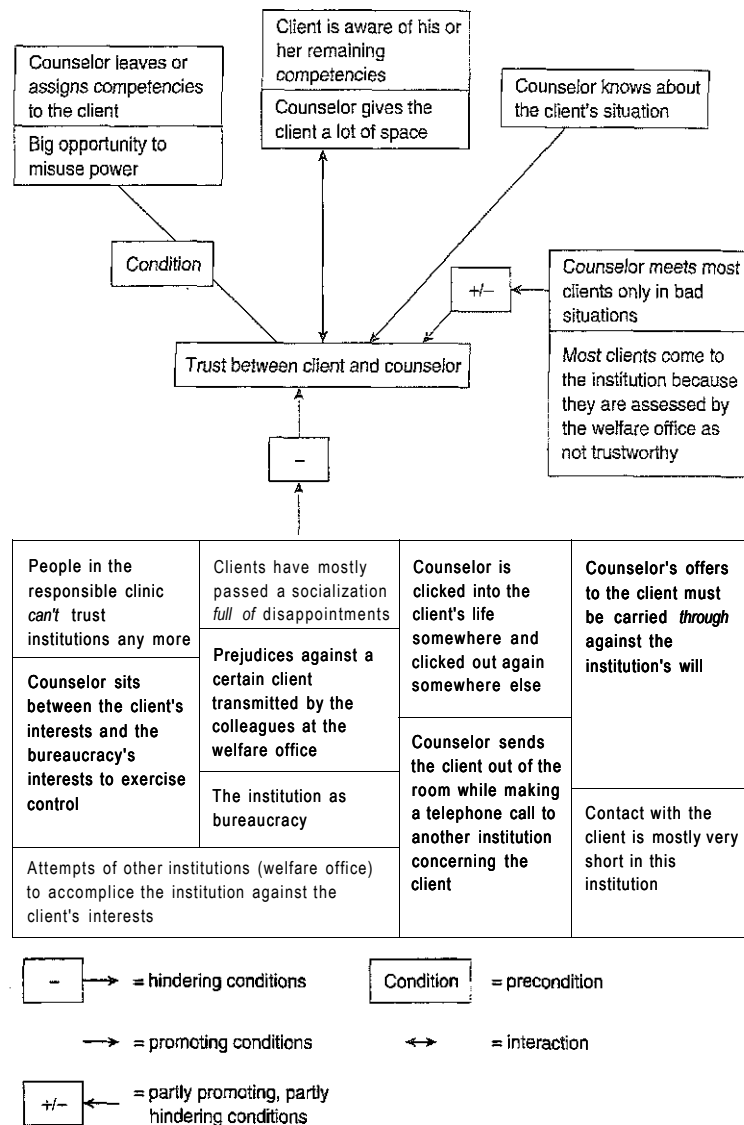 Counselor leaves or
assigns competencies
to the client
Big opportunity to
misuse power
Client is aware of his or
her remaining
competencies
Counselor gives the
client a lot of space
Counselor knows about
the client's situation
Condition
+/−
Counselor meets most
clients only in bad
situations
Most clients come to
the institution because
they are assessed by
the welfare office as
not trustworthy
Trust between client and counselor
−
People in the
responsible clinic
can't trust
institutions any more
Counselor sits
between the client's
interests and the
bureaucracy's
interests to exercise
control
Clients have mostly
passed a socialization
full of disappointments
Prejudices against a
certain client
transmitted by the
colleagues at the
welfare office
The institution as
bureaucracy
Attempts of other institutions (welfare office)
to accomplice the institution against the
client's interests
Counselor is
clicked into the
client's life
somewhere and
clicked out again
somewhere else
Counselor sends
the client out of the
room while making
a telephone call to
another institution
concerning the
client
Counselor's offers
to the client must
be carried through
against the
institution's will
Contact with the
client is mostly very
short in this
institution
− = hindering conditions
Condition = precondition
= promoting conditions
= interaction
+/− = partly promoting, partly
hindering conditions